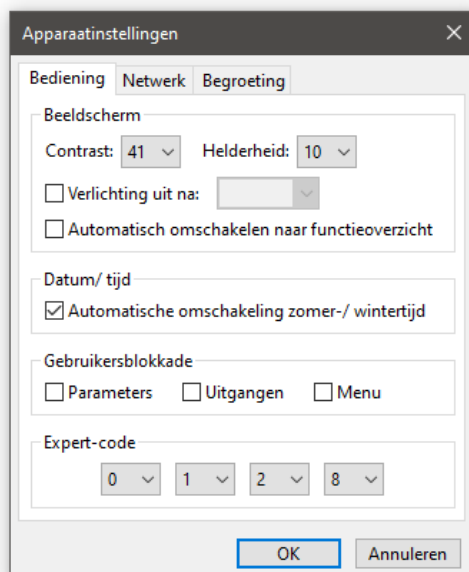 Apparaatinstellingen
Bediening Netwerk Begroeting
Beeldscherm
Contrast: 41 Helderheid: 10
Verlichting uit na:
Automatisch omschakelen naar functieoverzicht
Datum/ tijd
Automatische omschakeling zomer-/ wintertijd
Gebruikersblokkade
Parameters Uitgangen Menu
Expert-code
0 1 2 8
OK Annuleren